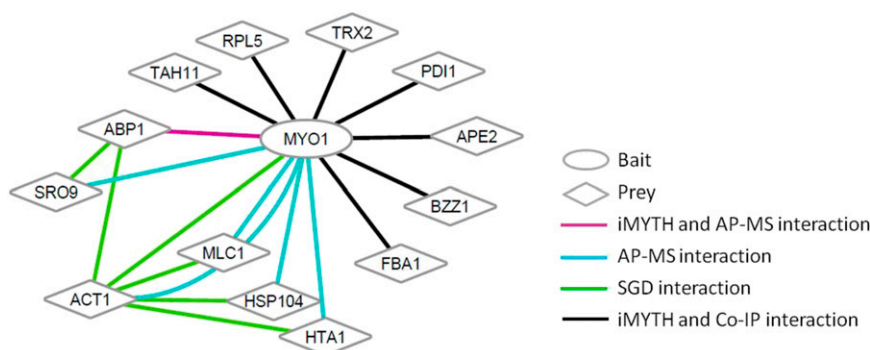 TRX2
RPL5
PDI1
TAH11
ABP1
MYO1
APE2
SRO9
BZZ1
MLC1
FBA1
ACT1
HSP104
HTA1
Bait
Prey
iMYTH and AP-MS interaction
AP-MS interaction
SGD interaction
iMYTH and Co-IP interaction